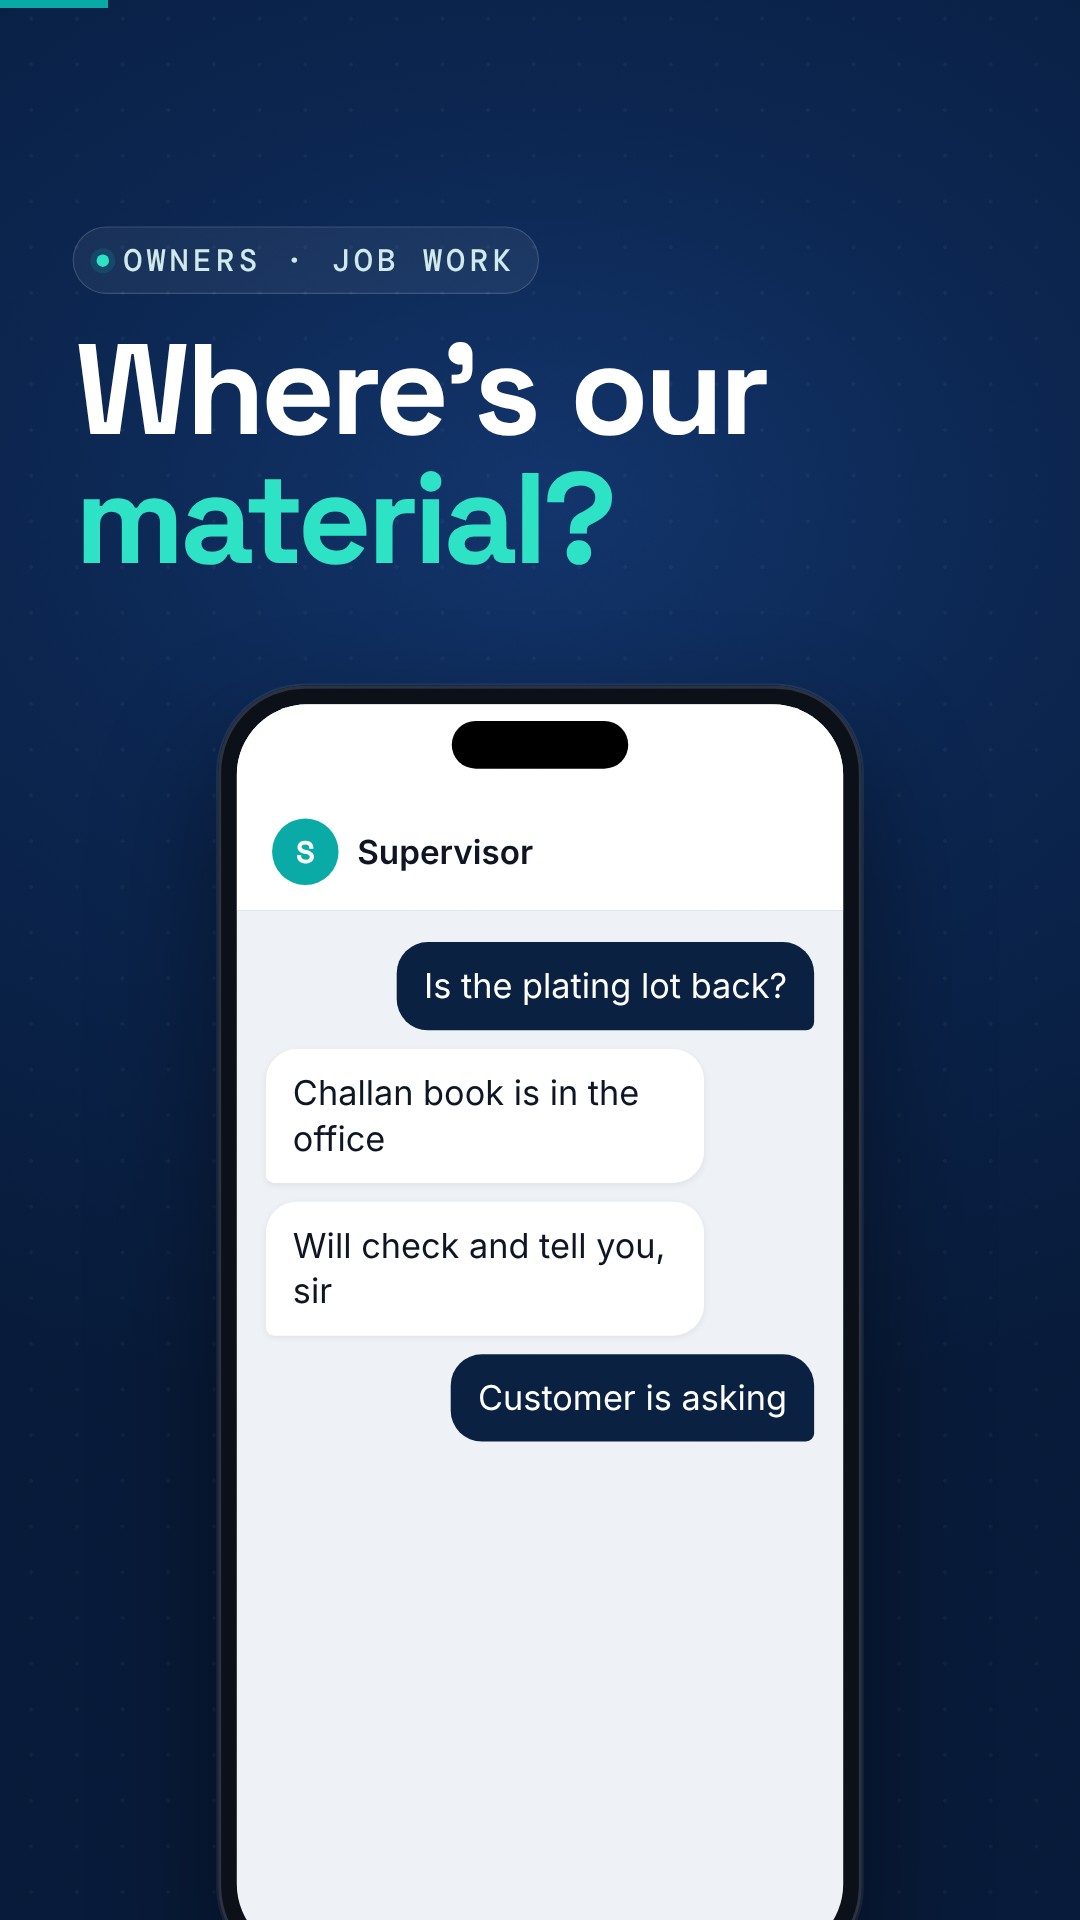 OWNERS · JOB WORK
Where’s our
material?
S Supervisor
Is the plating lot back?
Challan book is in the
office
Will check and tell you,
sir
Customer is asking